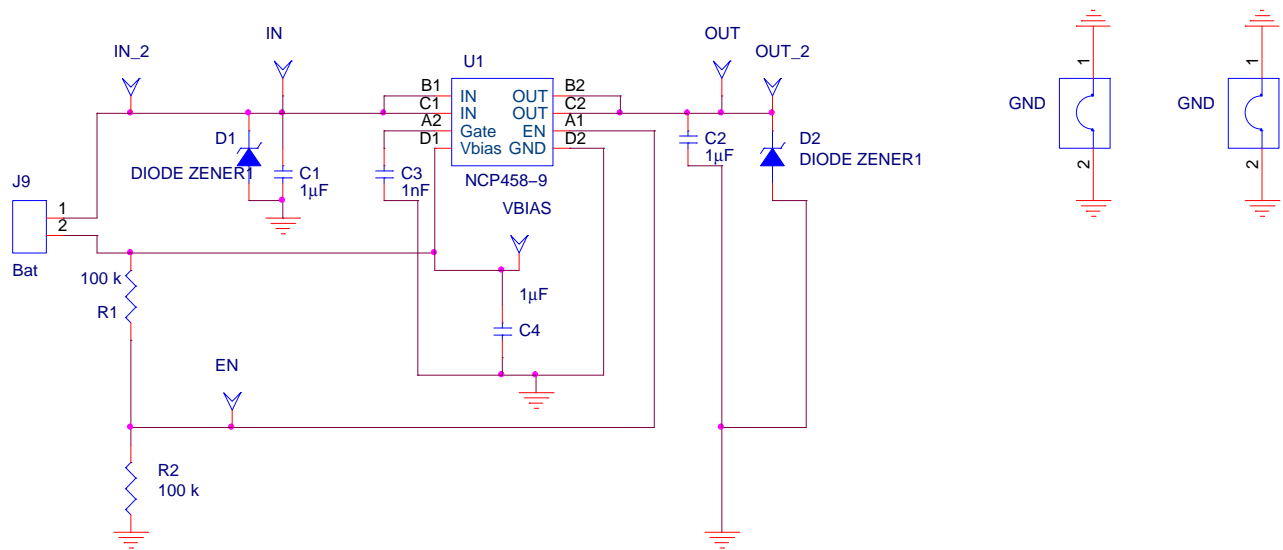 IN
IN_2
U1
OUT
OUT_2
B1
IN
OUT
B2
C1
IN
OUT
C2
A2
Gate
EN
A1
D1
Vbias
GND
D2
NCP458–9
D1
DIODE ZENER1
C1
1μF
C3
1nF
C2
1μF
D2
DIODE ZENER1
J9
1
2
Bat
VBIAS
100 k
R1
1μF
C4
EN
R2
100 k
GND
1
2
GND
1
2